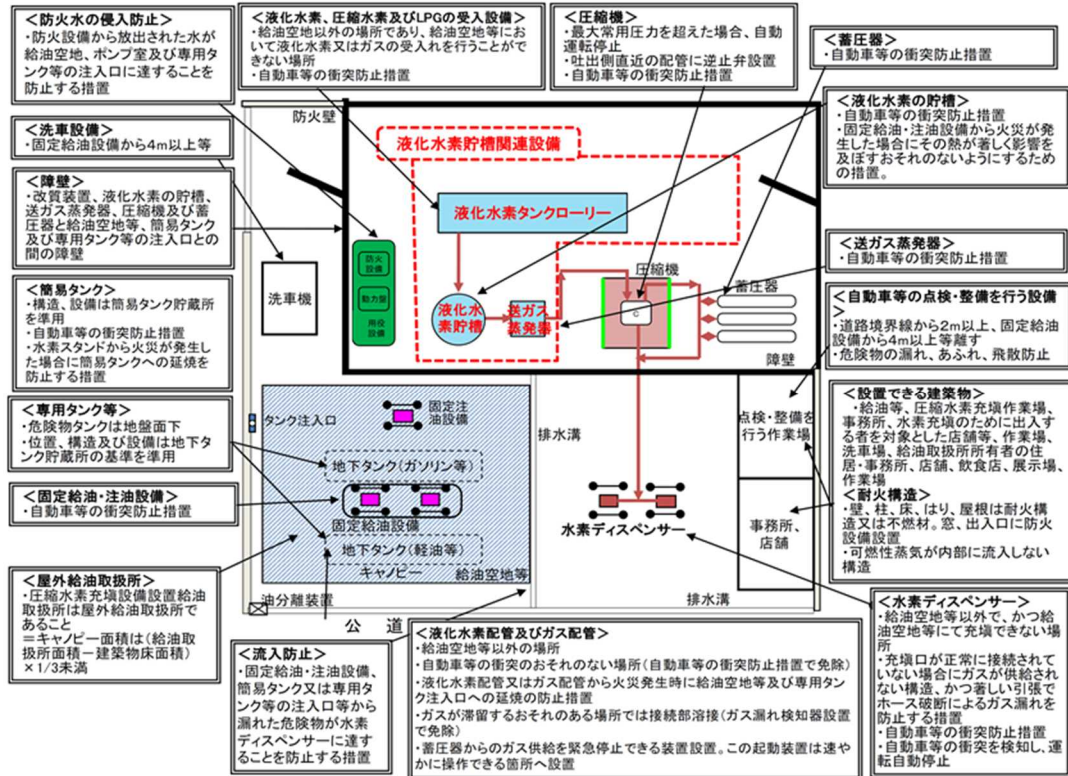 ＜防火水の侵入防止＞
・防火設備から放出された水が
給油空地、ポンプ室及び専用タ
ンク等の注入口に達することを
防止する措置
＜液化水素、圧縮水素及びLPGの受入設備＞
・給油空地以外の場所であり、給油空地等に
おいて液化水素又はガスの受入れを行うことがで
きない場所
・自動車等の衝突防止措置
＜圧縮機＞
・最大常用圧力を超えた場合、自動
運転停止
・吐出側直近の配管に逆止弁設置
・自動車等の衝突防止措置
＜蓄圧器＞
・自動車等の衝突防止措置
＜液化水素の貯槽＞
・自動車等の衝突防止措置
・固定給油・注油設備から火災が発
生した場合にその熱が著しく影響を
及ぼすおそれのないようにするため
の措置。
＜洗車設備＞
・固定給油設備から4m以上等
＜障壁＞
・改質装置、液化水素の貯槽、
送ガス蒸発器、圧縮機及び蓄
圧器と給油空地等、簡易タンク
及び専用タンク等の注入口との
間の障壁
＜簡易タンク＞
・構造、設備は簡易タンク貯蔵所
を準用
・自動車等の衝突防止措置
・水素スタンドから火災が発生し
た場合に簡易タンクへの延焼を
防止する措置
＜専用タンク等＞
・危険物タンクは地盤面下
・位置、構造及び設備は地下タ
ンク貯蔵所の基準を準用
＜固定給油・注油設備＞
・自動車等の衝突防止措置
＜屋外給油取扱所＞
・圧縮水素充塡設備設置給油
取扱所は屋外給油取扱所で
あること
＝キャノピー面積は（給油取
扱所面積－建築物床面積）
×1/3未満
防火壁
液化水素貯槽関連設備
液化水素タンクローリー
防火
設備
動力盤
用役
設備
洗車機
液化水
素貯槽
送ガス
蒸発器
圧縮機
C
蓄圧器
障壁
タンク注入口
固定注
油設備
地下タンク（ガソリン等）
固定給油設備
地下タンク（軽油等）
キャノピー
給油空地等
油分離装置
公 道
排水溝
水素ディスペンサー
排水溝
点検・整備を
行う作業場
事務所、
店舗
＜送ガス蒸発器＞
・自動車等の衝突防止措置
＜自動車等の点検・整備を行う設備＞
・道路境界線から2m以上、固定給油
設備から4m以上等離す
・危険物の漏れ、あふれ、飛散防止
＜設置できる建築物＞
・給油等、圧縮水素充塡作業場、
事務所、水素充塡のために出入す
る者を対象とした店舗等、作業場、
洗車場、給油取扱所所有者の住
居・事務所、店舗、飲食店、展示場、
作業場
＜耐火構造＞
・壁、柱、床、はり、屋根は耐火構
造又は不燃材。窓、出入口に防火
設備設置
・可燃性蒸気が内部に流入しない
構造
＜流入防止＞
・固定給油・注油設備、
簡易タンク又は専用タ
ンク等の注入口等から
漏れた危険物が水素
ディスペンサーに達す
ることを防止する措置
＜液化水素配管及びガス配管＞
・給油空地等以外の場所
・自動車等の衝突のおそれのない場所（自動車等の衝突防止措置で免除）
・液化水素配管又はガス配管から火災発生時に給油空地等及び専用タンク
注入口への延焼の防止措置
・ガスが滞留するおそれのある場所では接続部溶接（ガス漏れ検知器設置
で免除）
・蓄圧器からのガス供給を緊急停止できる装置設置。この起動装置は速や
かに操作できる箇所へ設置
＜水素ディスペンサー＞
・給油空地等以外で、かつ給
油空地等にて充塡できない場
所
・充塡口が正常に接続されて
いない場合にガスが供給され
ない構造、かつ著しい引張で
ホース破断によるガス漏れを
防止する措置
・自動車等の衝突防止措置
・自動車等の衝突を検知し、運
転自動停止